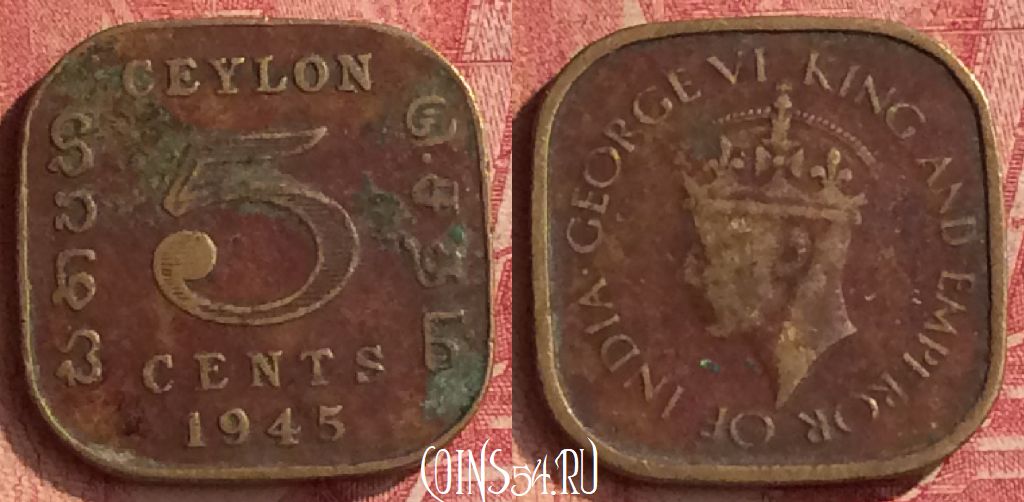 CEYLON
5
CENTS
1945
GEORGE VI KING AND EMPEROR OF INDIA
COINS54.RU